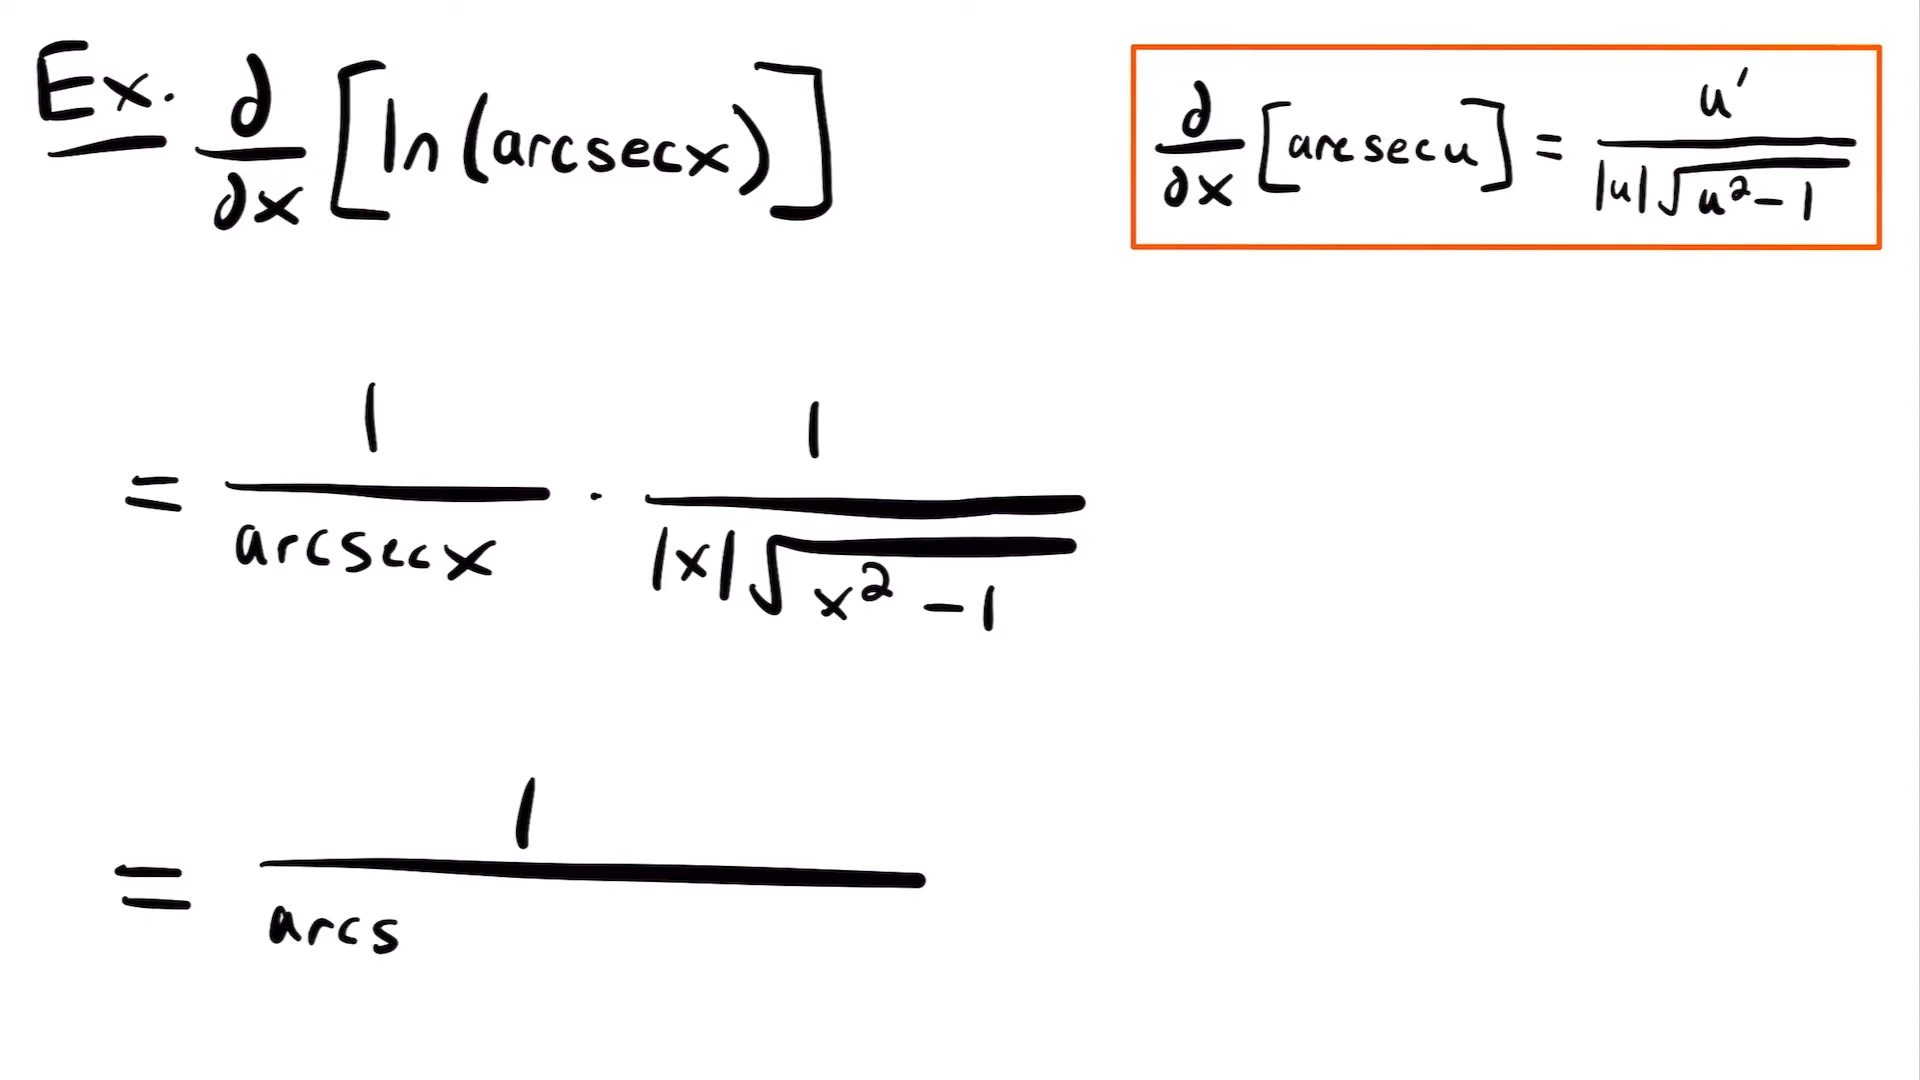 Ex. ∂/∂x [ln(arcsecx)]
∂/∂x [arcsecu] = u'/(|u|√(u²-1))
= 1/arcsecx · 1/(|x|√(x²-1))
= 1/arcs